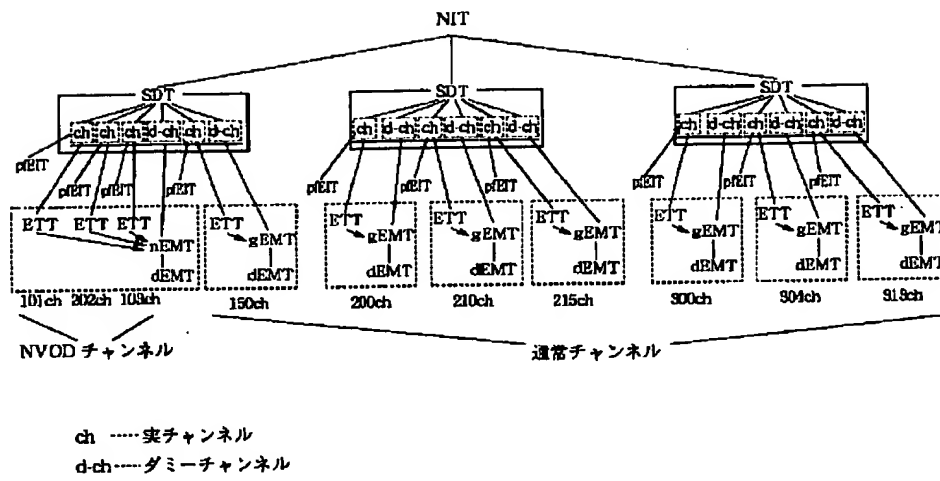 NIT
SDT SDT SDT
ch ch ch d-ch ch d-ch ch d-ch ch d-ch ch d-ch ch d-ch ch d-ch ch d-ch
pfEIT pfEIT pfEIT pfEIT pfEIT pfEIT pfEIT pfEIT pfEIT pfEIT
ETT ETT ETT nEMT ETT gEMT ETT gEMT ETT gEMT ETT gEMT ETT gEMT ETT gEMT ETT gEMT
dEMT dEMT dEMT dEMT dEMT dEMT dEMT dEMT
101ch 202ch 103ch 150ch 200ch 210ch 215ch 300ch 304ch 313ch
NVOD チャンネル 通常チャンネル
ch ‥‥‥実チャンネル
d-ch‥‥‥ダミーチャンネル